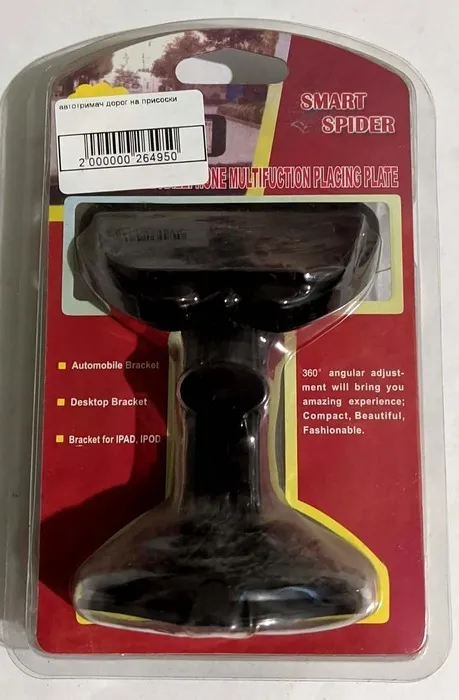 автотримач дорог на присоски
2 000000 264950
SMART
SPIDER
MULTIFUCTION PLACING PLATE
Automobile Bracket
Desktop Bracket
Bracket for IPAD, IPOD
360° angular adjust-
ment will bring you
amazing experience;
Compact, Beautiful,
Fashionable.